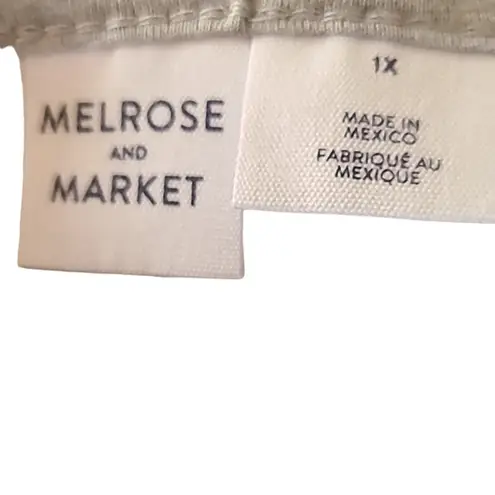 MELROSE
AND
MARKET
1X
MADE IN
MEXICO
FABRIQUÉ AU
MEXIQUE